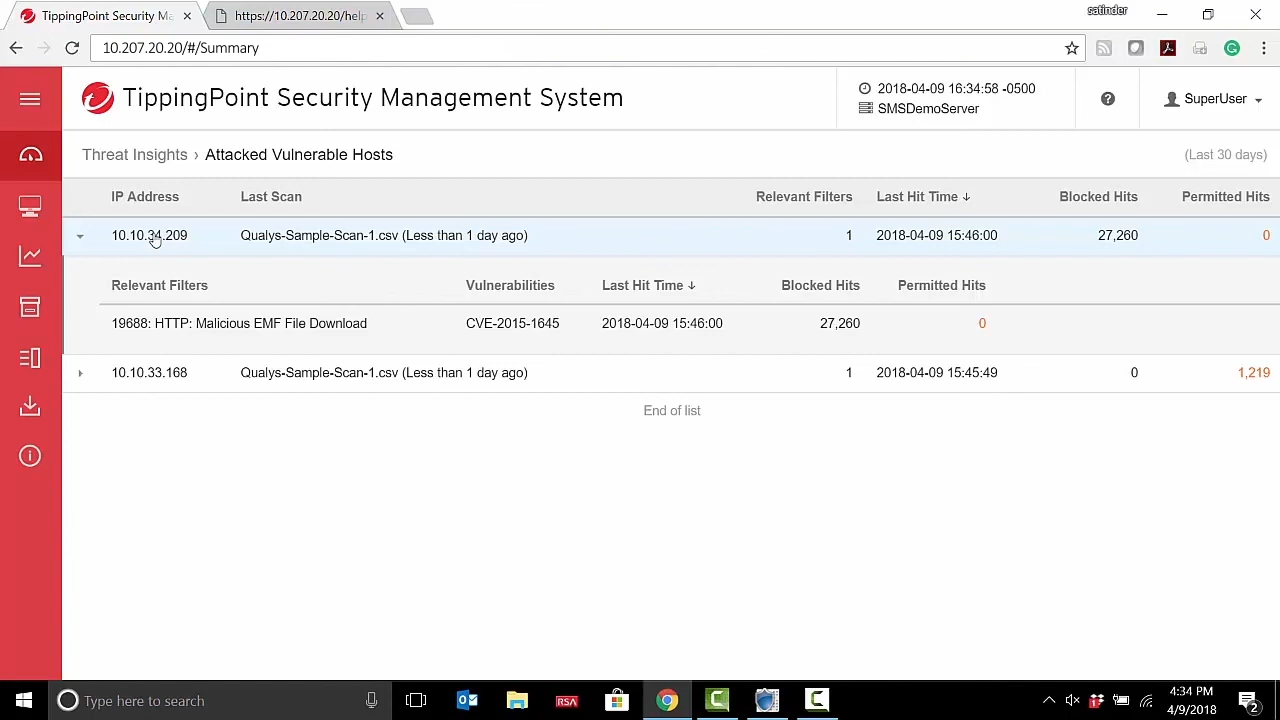 TippingPoint Security Ma
https://10.207.20.20/help
satinder
10.207.20.20/#/Summary
TippingPoint Security Management System
2018-04-09 16:34:58 -0500
SMSDemoServer
SuperUser
Threat Insights › Attacked Vulnerable Hosts
(Last 30 days)
IP Address Last Scan Relevant Filters Last Hit Time ↓ Blocked Hits Permitted Hits
10.10.34.209 Qualys-Sample-Scan-1.csv (Less than 1 day ago) 1 2018-04-09 15:46:00 27,260 0
Relevant Filters Vulnerabilities Last Hit Time ↓ Blocked Hits Permitted Hits
19688: HTTP: Malicious EMF File Download CVE-2015-1645 2018-04-09 15:46:00 27,260 0
10.10.33.168 Qualys-Sample-Scan-1.csv (Less than 1 day ago) 1 2018-04-09 15:45:49 0 1,219
End of list
Type here to search
RSA
4:34 PM
4/9/2018
2